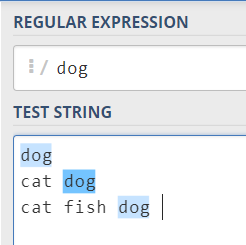 REGULAR EXPRESSION
/ dog
TEST STRING
dog
cat dog
cat fish dog